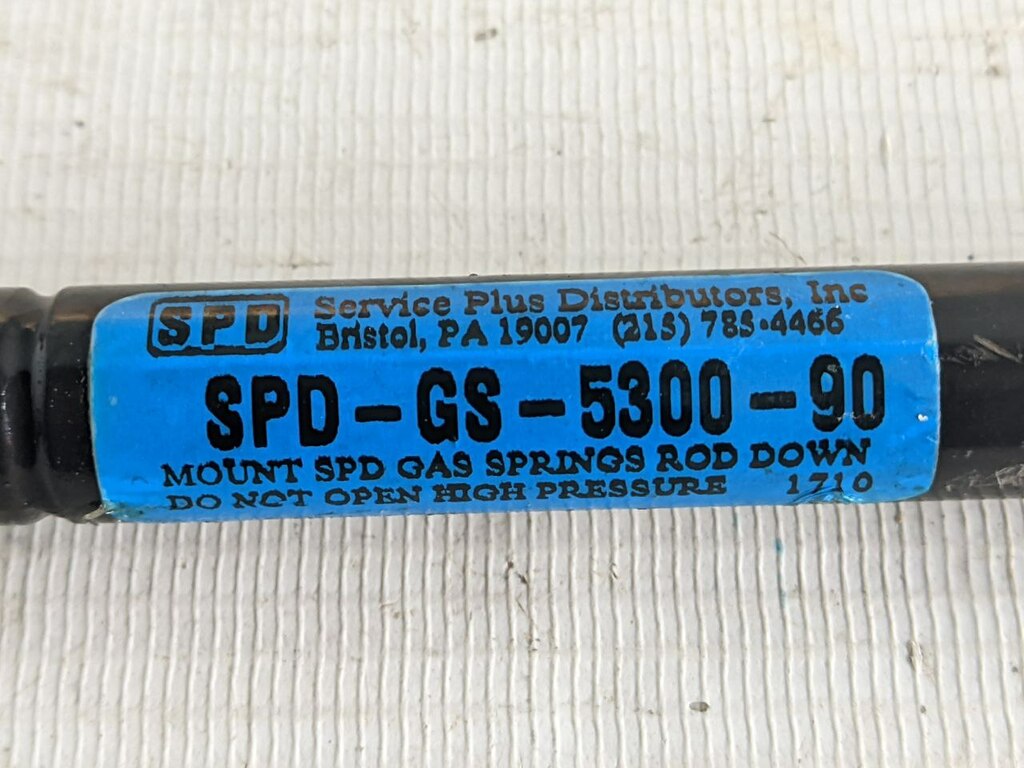 SPD Service Plus Distributors, Inc
Bristol, PA 19007 (215) 785-4466
SPD-GS-5300-90
MOUNT SPD GAS SPRINGS ROD DOWN
DO NOT OPEN HIGH PRESSURE 1710